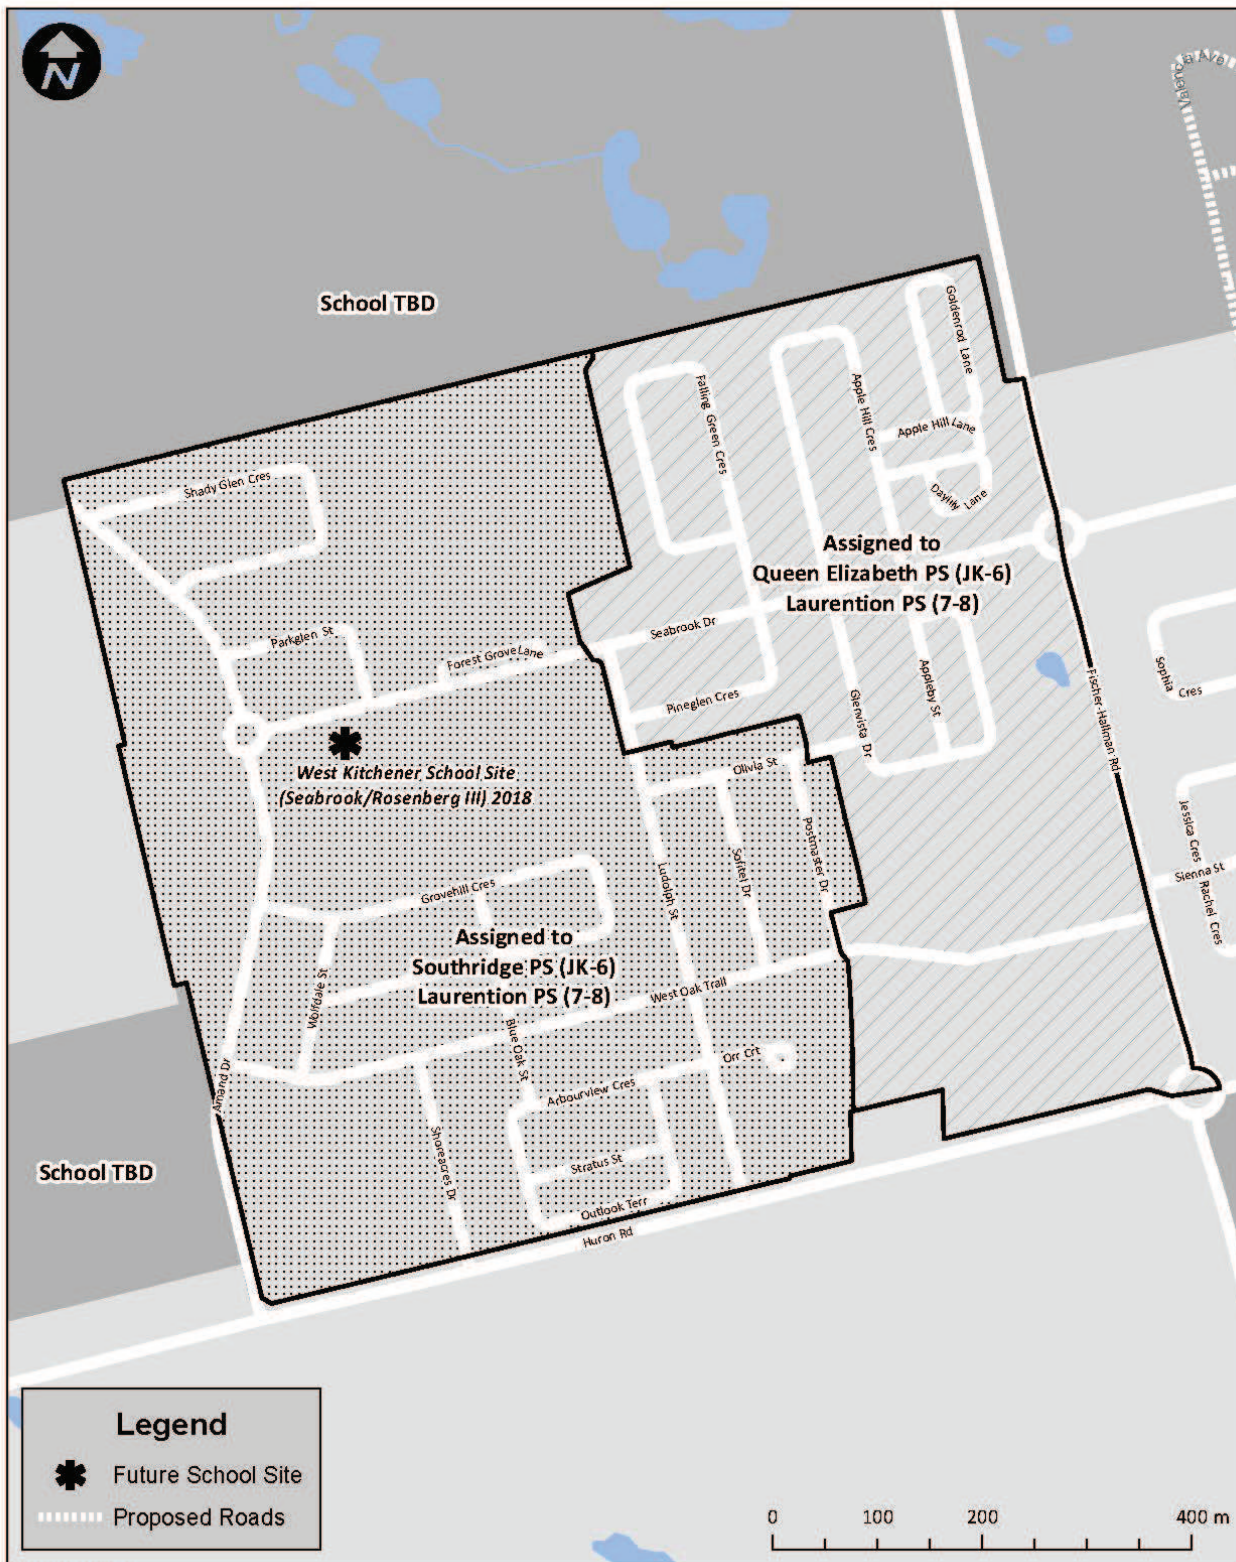 N
Valencia Ave
School TBD
Goldenrod Lane
Falling Green Cres
Apple Hill Cres
Apple Hill Lane
Daylily Lane
Shady Glen Cres
Assigned to
Queen Elizabeth PS (JK-6)
Laurention PS (7-8)
Seabrook Dr
Parkglen St
Forest Grove Lane
Pineglen Cres
Glenvista Dr
Appleby St
Fischer-Hallman Rd
Sophia Cres
West Kitchener School Site
(Seabrook/Rosenberg III) 2018
Olivia St
Sofitel Dr
Postmaster Dr
Ludolph St
Jessica Cres
Sienna St
Rachel Cres
Grovehill Cres
Assigned to
Southridge PS (JK-6)
Laurention PS (7-8)
West Oak Trail
Wolfdale St
Blue Oak St
Orr Crt
Amand Dr
Arbourview Cres
School TBD
Shoreacres Dr
Stratus St
Outlook Terr
Huron Rd
Legend
Future School Site
Proposed Roads
0 100 200 400 m